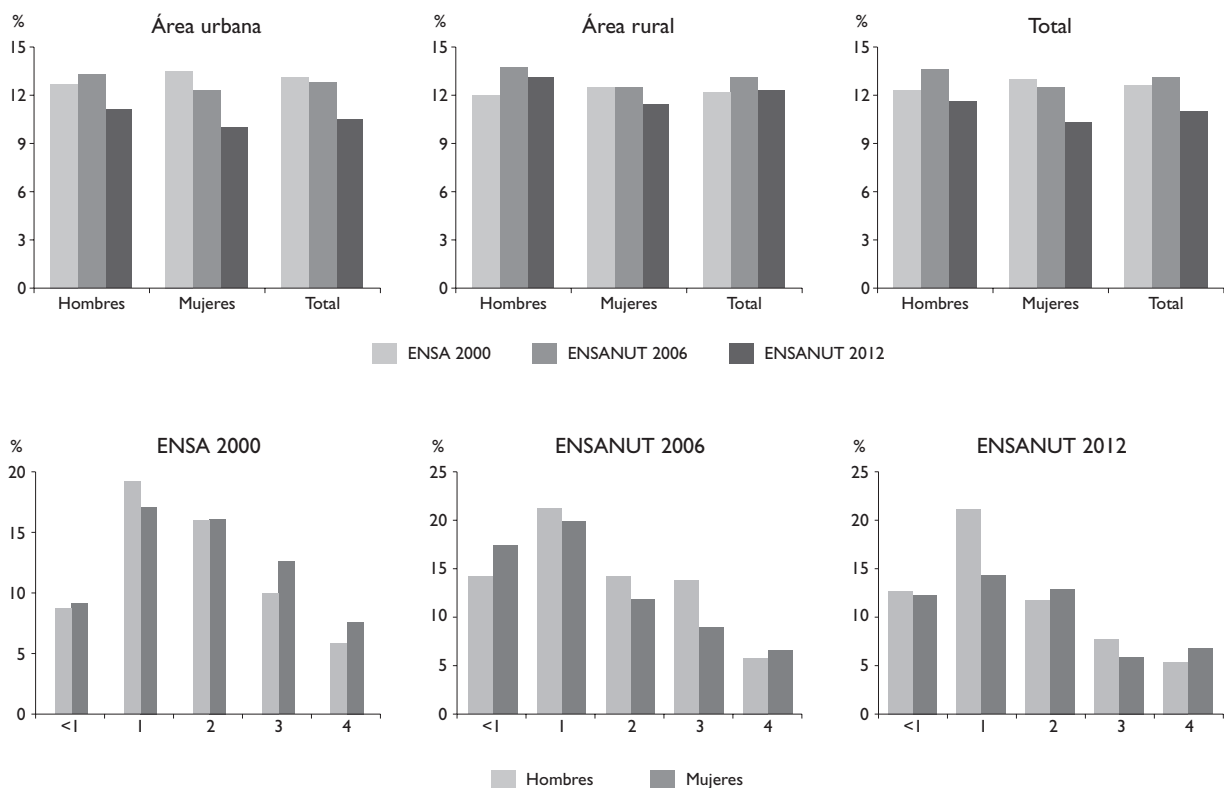 Área urbana
%
15
12
9
6
3
0
Hombres Mujeres Total
Área rural
%
15
12
9
6
3
0
Hombres Mujeres Total
Total
%
15
12
9
6
3
0
Hombres Mujeres Total
ENSA 2000 ENSANUT 2006 ENSANUT 2012
ENSA 2000
%
20
15
10
5
0
<1 1 2 3 4
ENSANUT 2006
%
25
20
15
10
5
0
<1 1 2 3 4
ENSANUT 2012
%
25
20
15
10
5
0
<1 1 2 3 4
Hombres Mujeres